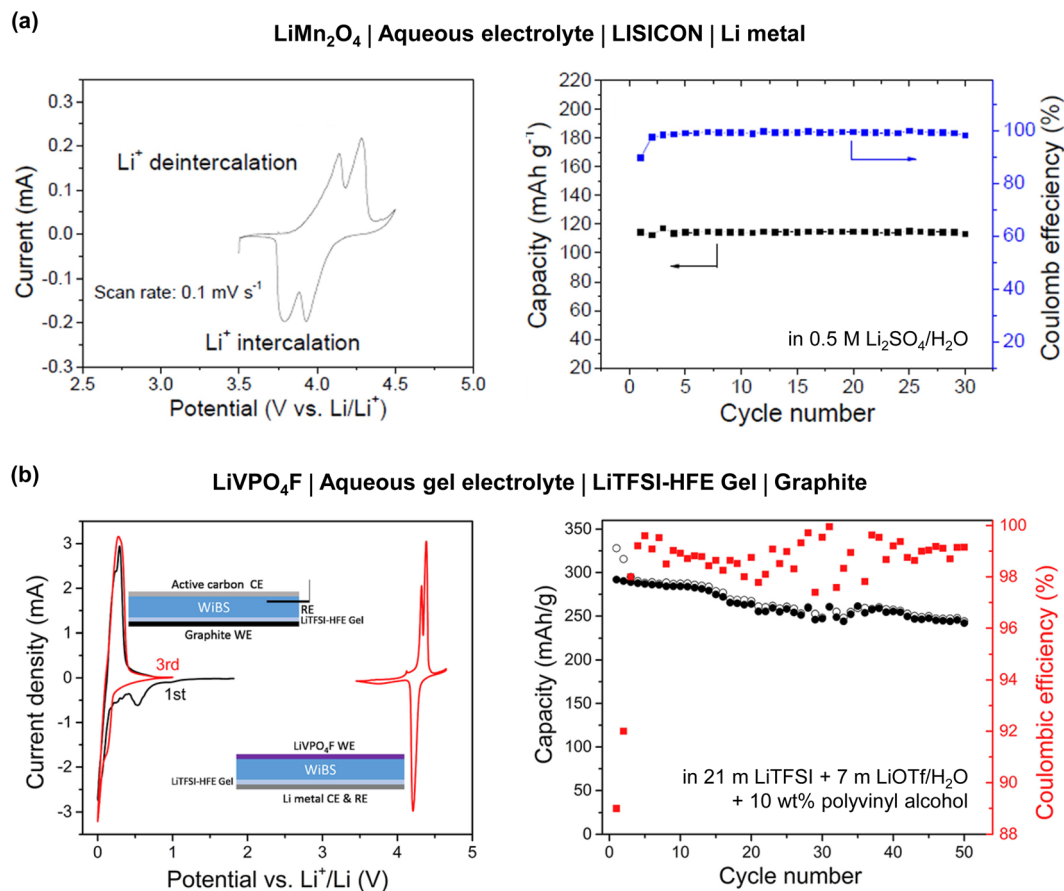 (a)
LiMn₂O₄ | Aqueous electrolyte | LISICON | Li metal
0.3
0.2
0.1
0.0
-0.1
-0.2
-0.3
Current (mA)
Li⁺ deintercalation
Scan rate: 0.1 mV s⁻¹
Li⁺ intercalation
2.5 3.0 3.5 4.0 4.5 5.0
Potential (V vs. Li/Li⁺)
220
200
180
160
140
120
100
80
60
40
20
Capacity (mAh g⁻¹)
100
80
60
40
20
Coulomb effeciency (%)
in 0.5 M Li₂SO₄/H₂O
0 5 10 15 20 25 30
Cycle number
(b)
LiVPO₄F | Aqueous gel electrolyte | LiTFSI-HFE Gel | Graphite
3
2
1
0
-1
-2
-3
Current density (mA)
Active carbon CE
WiBS
RE
LiTFSI-HFE Gel
Graphite WE
3rd
1st
LiVPO₄F WE
WiBS
LiTFSI-HFE Gel
Li metal CE & RE
0 1 2 3 4 5
Potential vs. Li⁺/Li (V)
350
300
250
200
150
100
50
0
Capacity (mAh/g)
100
98
96
94
92
90
88
Coulombic efficiency (%)
in 21 m LiTFSI + 7 m LiOTf/H₂O
+ 10 wt% polyvinyl alcohol
0 10 20 30 40 50
Cycle number